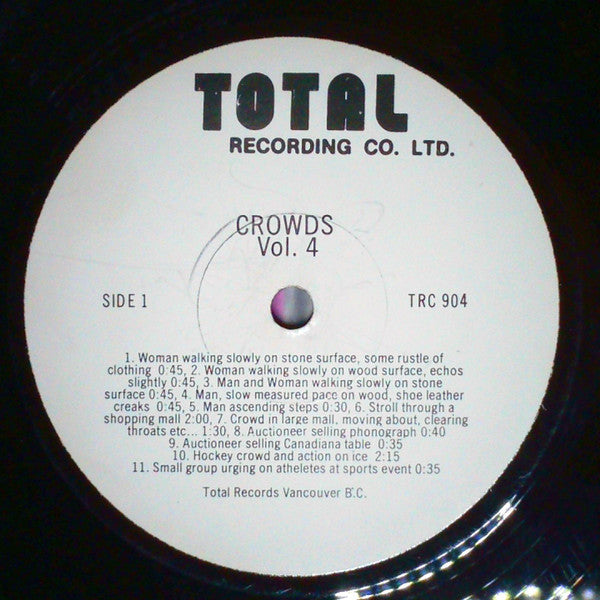 TOTAL
RECORDING CO. LTD.
CROWDS
Vol. 4
SIDE 1
TRC 904
1. Woman walking slowly on stone surface, some rustle of
clothing 0:45, 2. Woman walking slowly on wood surface, echos
slightly 0:45, 3. Man and Woman walking slowly on stone
surface 0:45, 4. Man, slow measured pace on wood, shoe leather
creaks 0:45, 5. Man ascending steps 0:30, 6. Stroll through a
shopping mall 2:00, 7. Crowd in large mall, moving about, clearing
throats etc... 1:30, 8. Auctioneer selling phonograph 0:40
9. Auctioneer selling Canadiana table 0:35
10. Hockey crowd and action on ice 2:15
11. Small group urging on atheletes at sports event 0:35
Total Records Vancouver B.C.